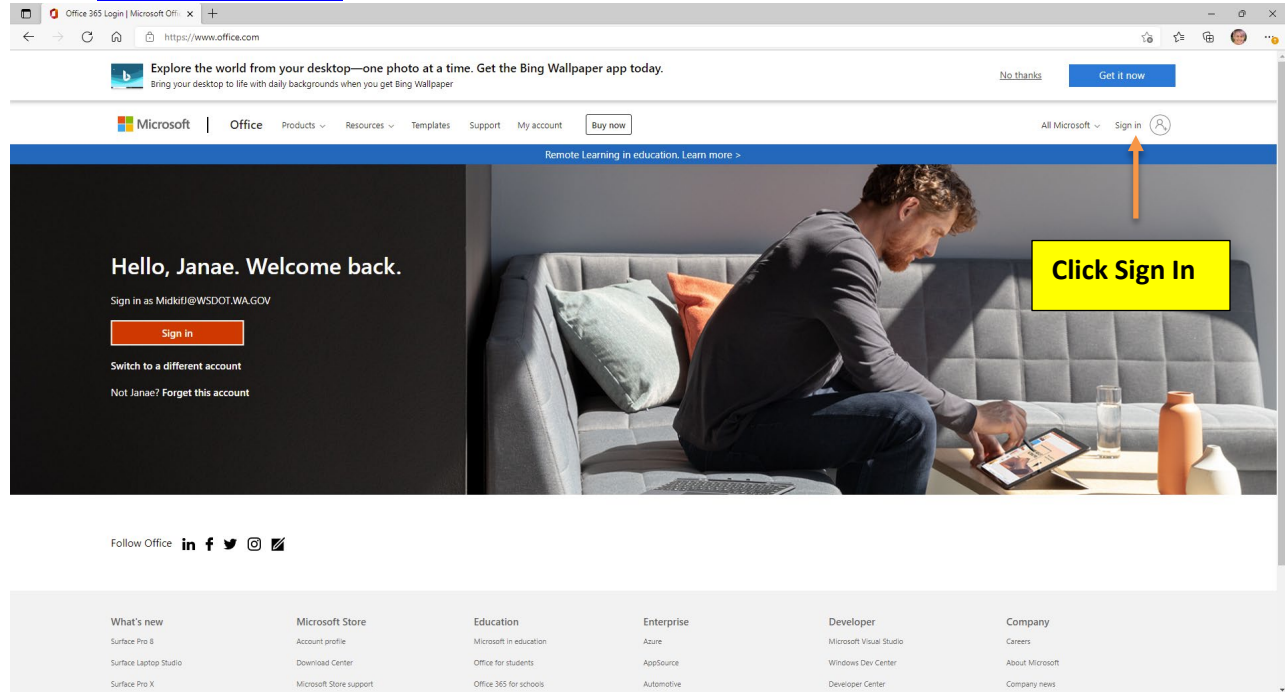 Office 365 Login | Microsoft Offic
https://www.office.com
Explore the world from your desktop—one photo at a time. Get the Bing Wallpaper app today.
Bring your desktop to life with daily backgrounds when you get Bing Wallpaper
No thanks
Get it now
Microsoft | Office Products Resources Templates Support My account Buy now All Microsoft Sign in
Remote Learning in education. Learn more >
Click Sign In
Hello, Janae. Welcome back.
Sign in as MidkifJ@WSDOT.WA.GOV
Sign in
Switch to a different account
Not Janae? Forget this account
Follow Office
What's new Microsoft Store Education Enterprise Developer Company
Surface Pro 8 Account profile Microsoft in education Azure Microsoft Visual Studio Careers
Surface Laptop Studio Download Center Office for students AppSource Windows Dev Center About Microsoft
Surface Pro X Microsoft Store support Office 365 for schools Automotive Developer Center Company news